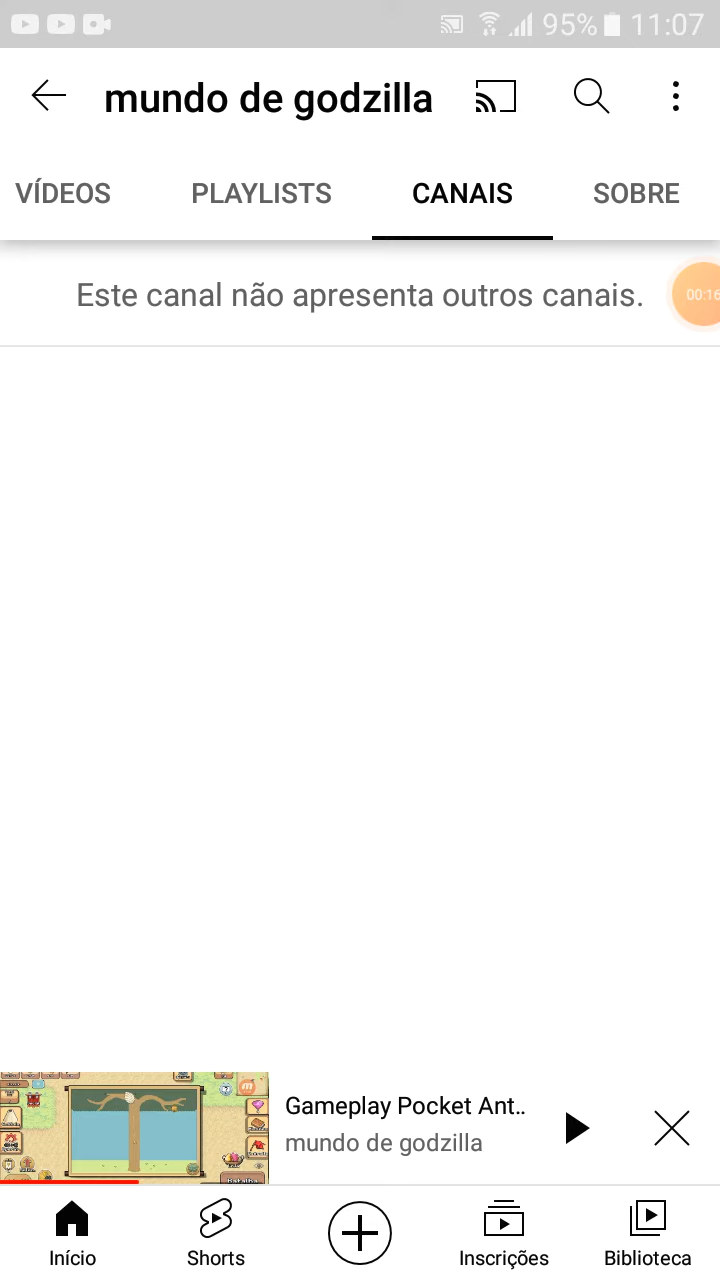 95% 11:07
mundo de godzilla
VÍDEOS PLAYLISTS CANAIS SOBRE
Este canal não apresenta outros canais.
00:16
Gameplay Pocket Ant..
mundo de godzilla
Batalha
Início Shorts Inscrições Biblioteca